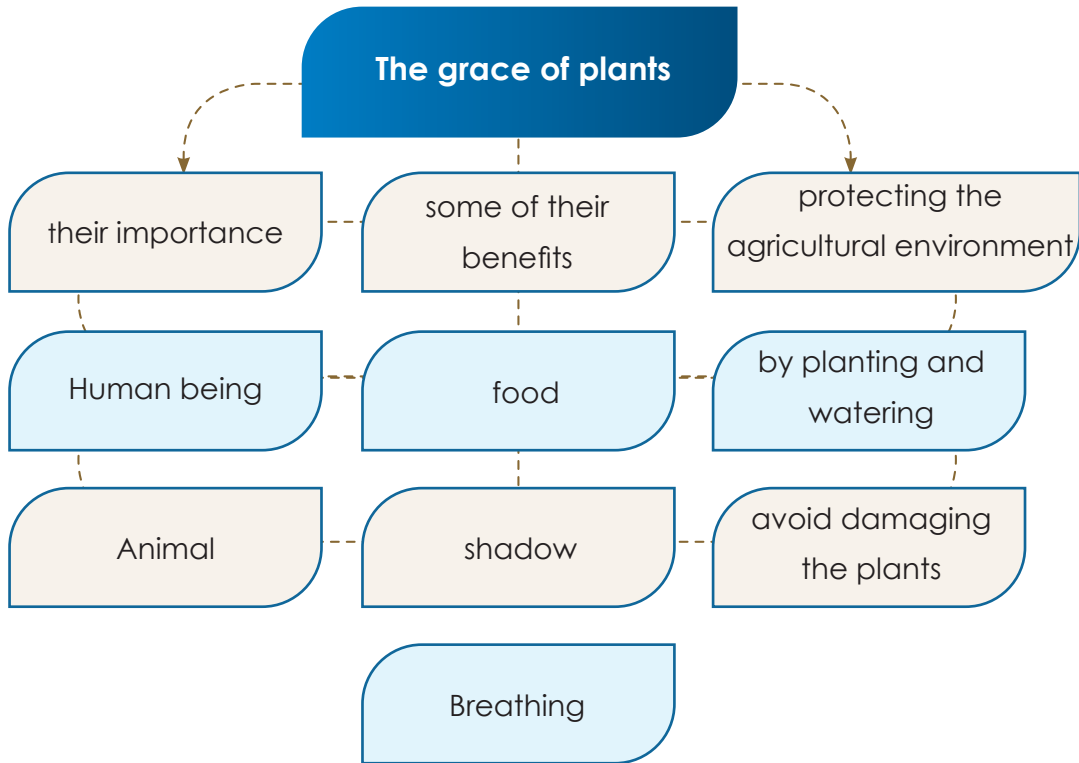 The grace of plants
their importance
some of their
benefits
protecting the
agricultural environment
Human being
food
by planting and
watering
Animal
shadow
avoid damaging
the plants
Breathing